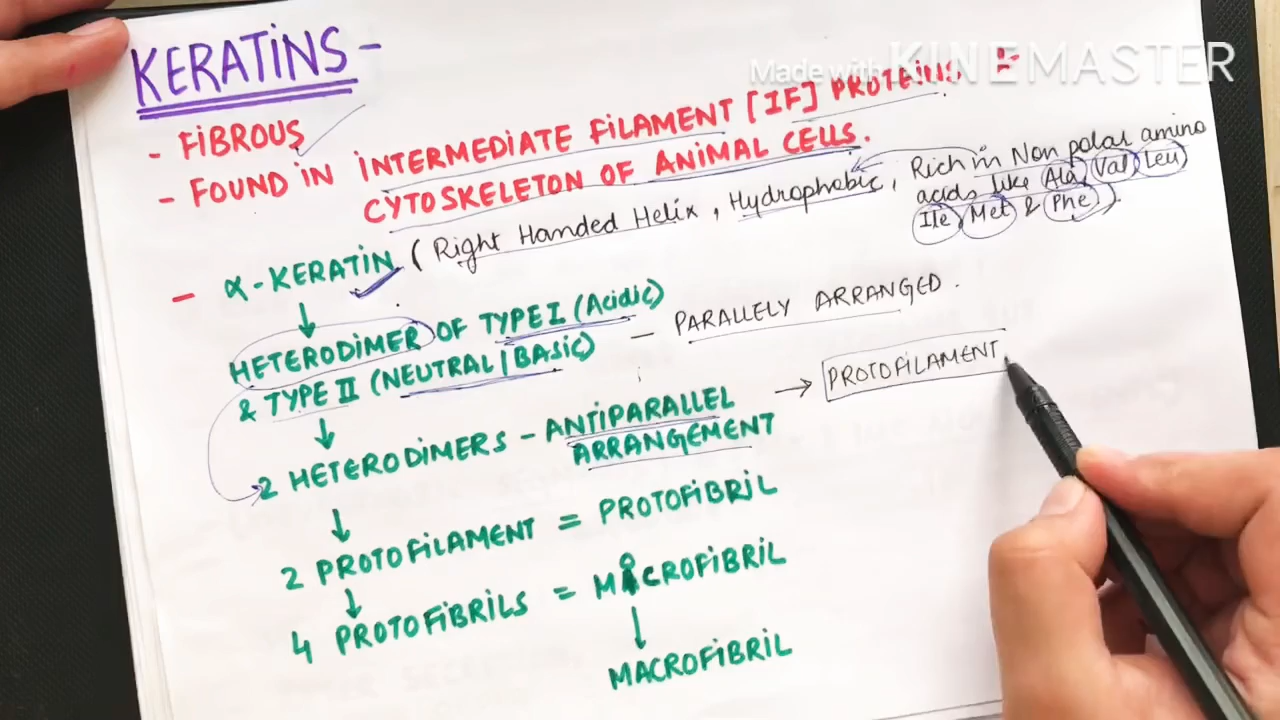 Made with KINEMASTER
KERATINS -
- FIBROUS
- FOUND IN INTERMEDIATE FILAMENT [IF] PROTEINS :-
CYTOSKELETON OF ANIMAL CELLS.
- α-KERATIN (Right Handed Helix, Hydrophobic, Rich in Non polar amino
acids like Ala, Val, Leu,
Ile, Met & Phe).
↓
HETERODIMER OF TYPE I (Acidic)
& TYPE II (NEUTRAL/BASIC) — PARALLELY ARRANGED.
↓
2 HETERODIMERS - ANTIPARALLEL
ARRANGEMENT → PROTOFILAMENT
↓
2 PROTOFILAMENT = PROTOFIBRIL
↓
4 PROTOFIBRILS = MICROFIBRIL
↓
MACROFIBRIL